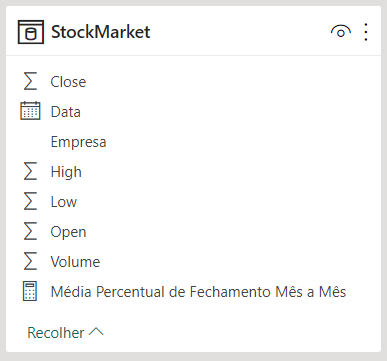 StockMarket
Close
Data
Empresa
High
Low
Open
Volume
Média Percentual de Fechamento Mês a Mês
Recolher